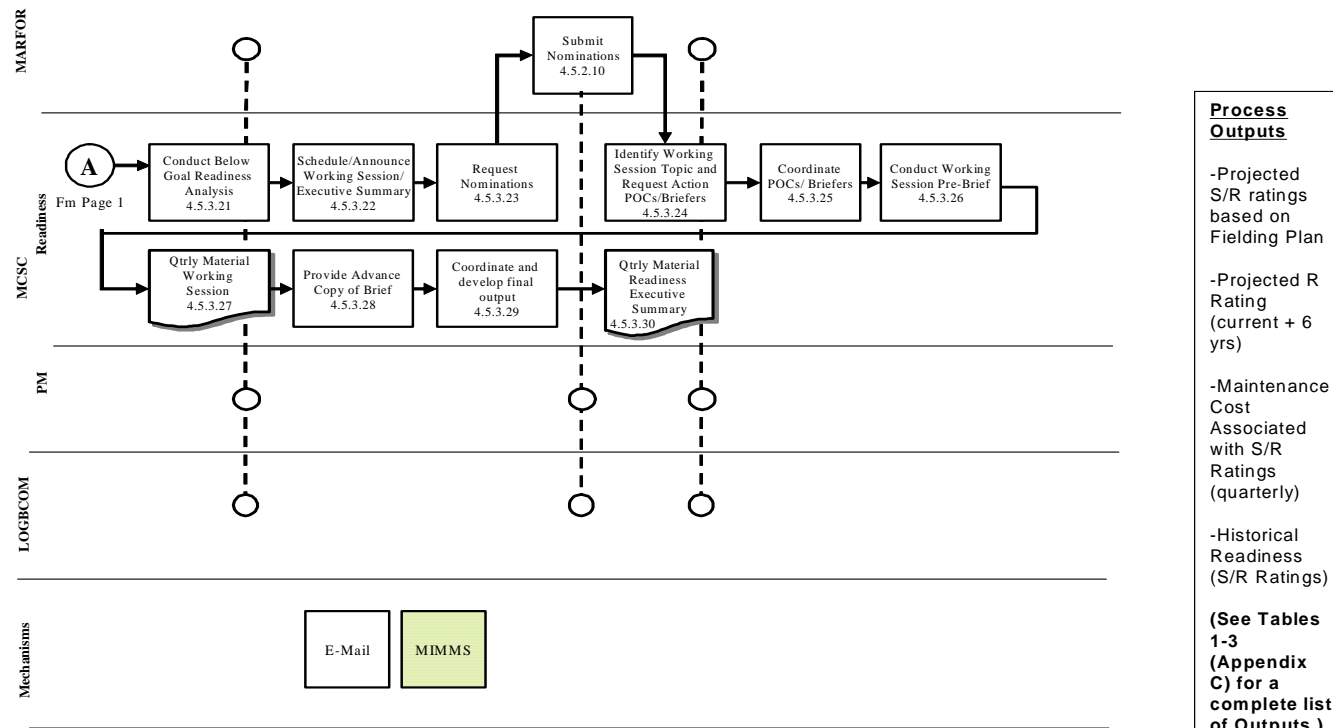 MARFOR
Submit
Nominations
4.5.2.10
MCSC
Readiness
A
Fm Page 1
Conduct Below
Goal Readiness
Analysis
4.5.3.21
Schedule/Announce
Working Session/
Executive Summary
4.5.3.22
Request
Nominations
4.5.3.23
Identify Working
Session Topic and
Request Action
POCs/Briefers
4.5.3.24
Coordinate
POCs/ Briefers
4.5.3.25
Conduct Working
Session Pre-Brief
4.5.3.26
Qtrly Material
Working
Session
4.5.3.27
Provide Advance
Copy of Brief
4.5.3.28
Coordinate and
develop final
output
4.5.3.29
Qtrly Material
Readiness
Executive
Summary
4.5.3.30
PM
LOGBCOM
Mechanisms
E-Mail
MIMMS
Process
Outputs
-Projected
S/R ratings
based on
Fielding Plan
-Projected R
Rating
(current + 6
yrs)
-Maintenance
Cost
Associated
with S/R
Ratings
(quarterly)
-Historical
Readiness
(S/R Ratings)
(See Tables
1-3
(Appendix
C) for a
complete list
of Outputs.)